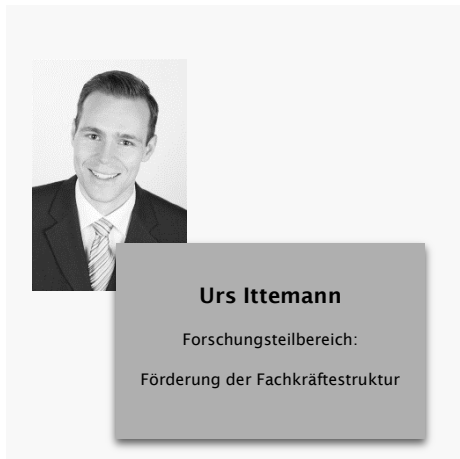 Urs Ittemann
Forschungsteilbereich:
Förderung der Fachkräftestruktur